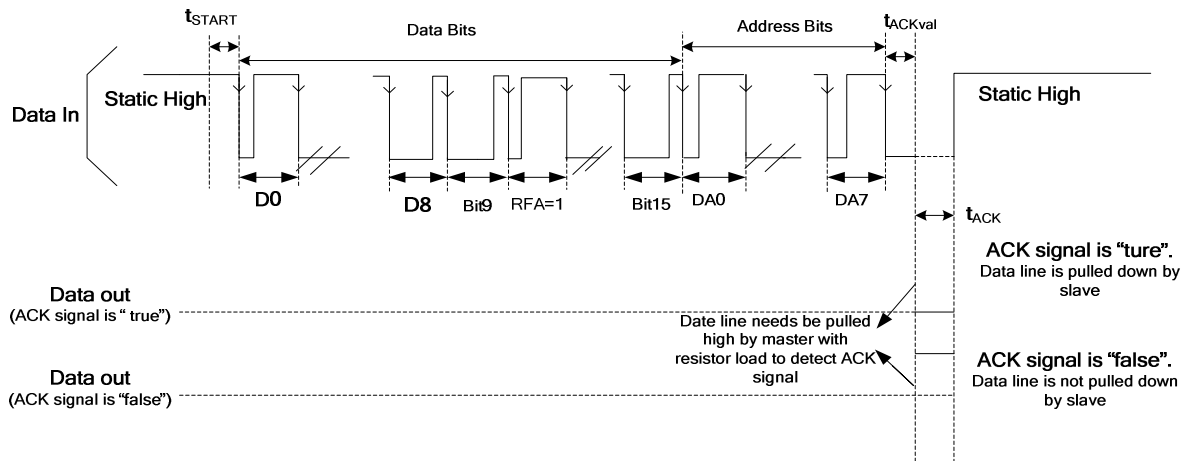 tSTART
Data Bits
Address Bits
tACKval
Data In
Static High
Static High
D0
D8
Bit9
RFA=1
Bit15
DA0
DA7
tACK
ACK signal is “ture”.
Data line is pulled down by
slave
Data out
(ACK signal is “ true”)
Date line needs be pulled
high by master with
resistor load to detect ACK
signal
ACK signal is “false”.
Data line is not pulled down
by slave
Data out
(ACK signal is “false”)